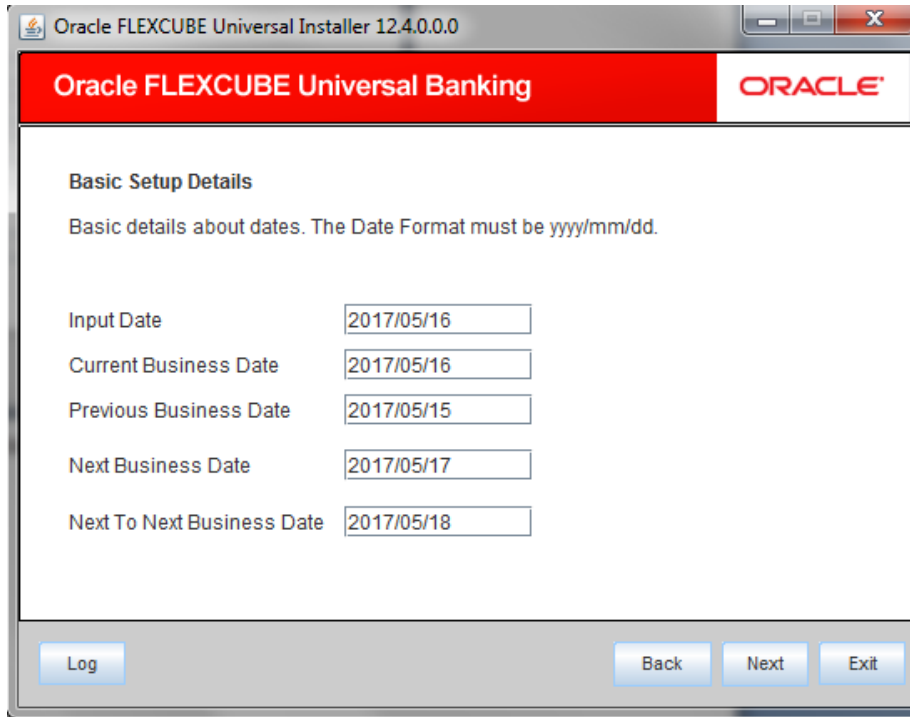 Oracle FLEXCUBE Universal Installer 12.4.0.0.0
Oracle FLEXCUBE Universal Banking
ORACLE
Basic Setup Details
Basic details about dates. The Date Format must be yyyy/mm/dd.
Input Date 2017/05/16
Current Business Date 2017/05/16
Previous Business Date 2017/05/15
Next Business Date 2017/05/17
Next To Next Business Date 2017/05/18
Log Back Next Exit